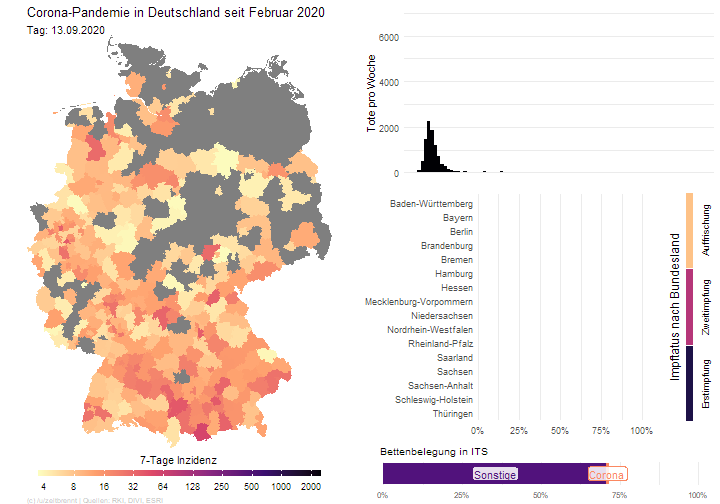 Corona-Pandemie in Deutschland seit Februar 2020
Tag: 13.09.2020
7-Tage Inzidenz
4 8 16 32 64 128 250 500 1000 2000
(c) /u/zeitbrennt | Quellen: RKI, DIVI, ESRI
Tote pro Woche
6000
4000
2000
0
Baden-Württemberg
Bayern
Berlin
Brandenburg
Bremen
Hamburg
Hessen
Mecklenburg-Vorpommern
Niedersachsen
Nordrhein-Westfalen
Rheinland-Pfalz
Saarland
Sachsen
Sachsen-Anhalt
Schleswig-Holstein
Thüringen
0% 25% 50% 75% 100%
Impfstatus nach Bundesland
Auffrischung
Zweitimpfung
Erstimpfung
Bettenbelegung in ITS
Sonstige
Corona
0% 25% 50% 75% 100%